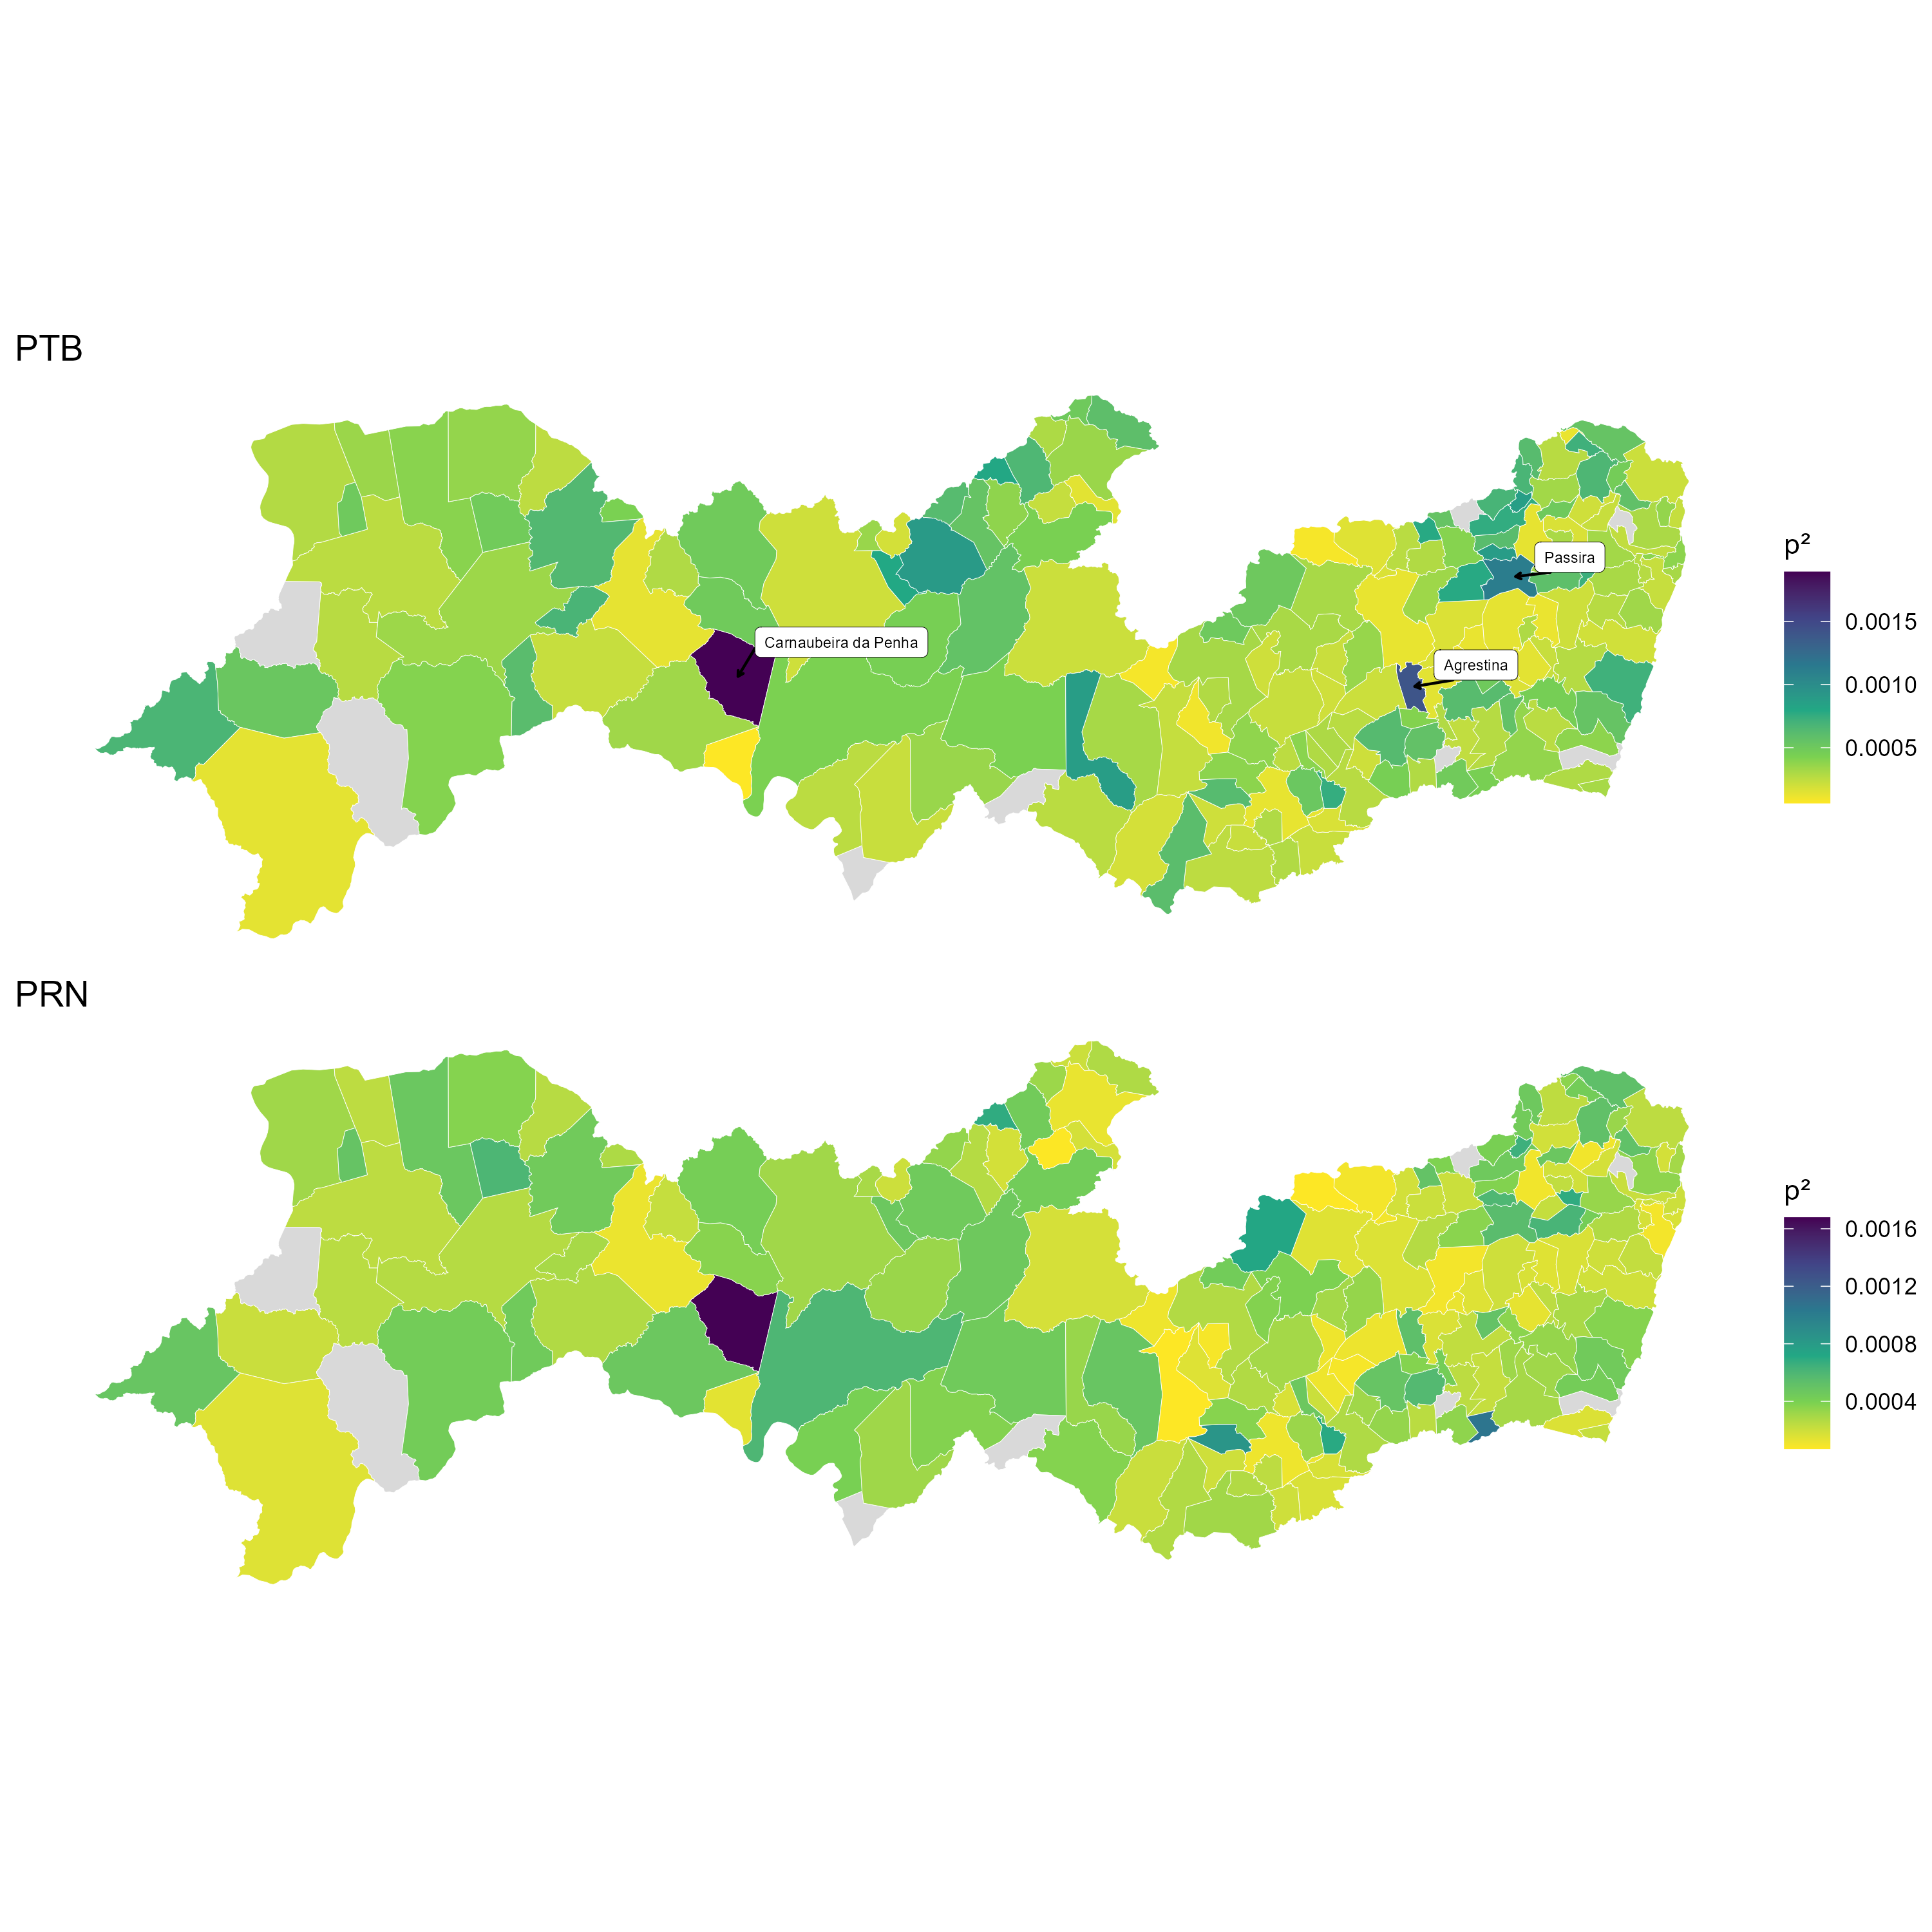 PTB
p²
Passira
0.0015
Carnaubeira da Penha
Agrestina
0.0010
0.0005
PRN
p²
0.0016
0.0012
0.0008
0.0004